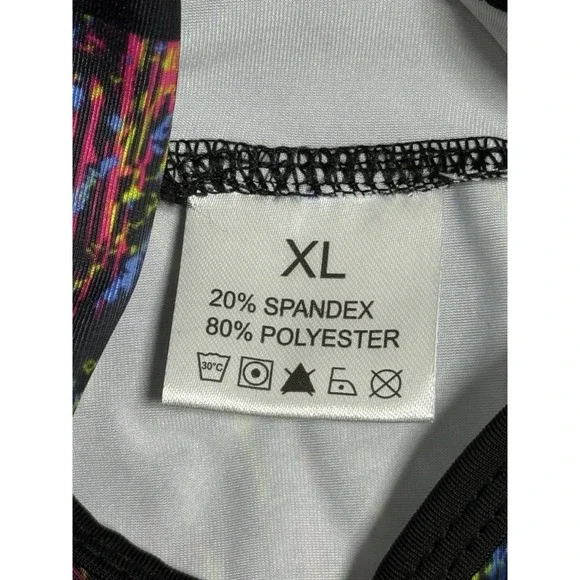 XL
20% SPANDEX
80% POLYESTER
30°C